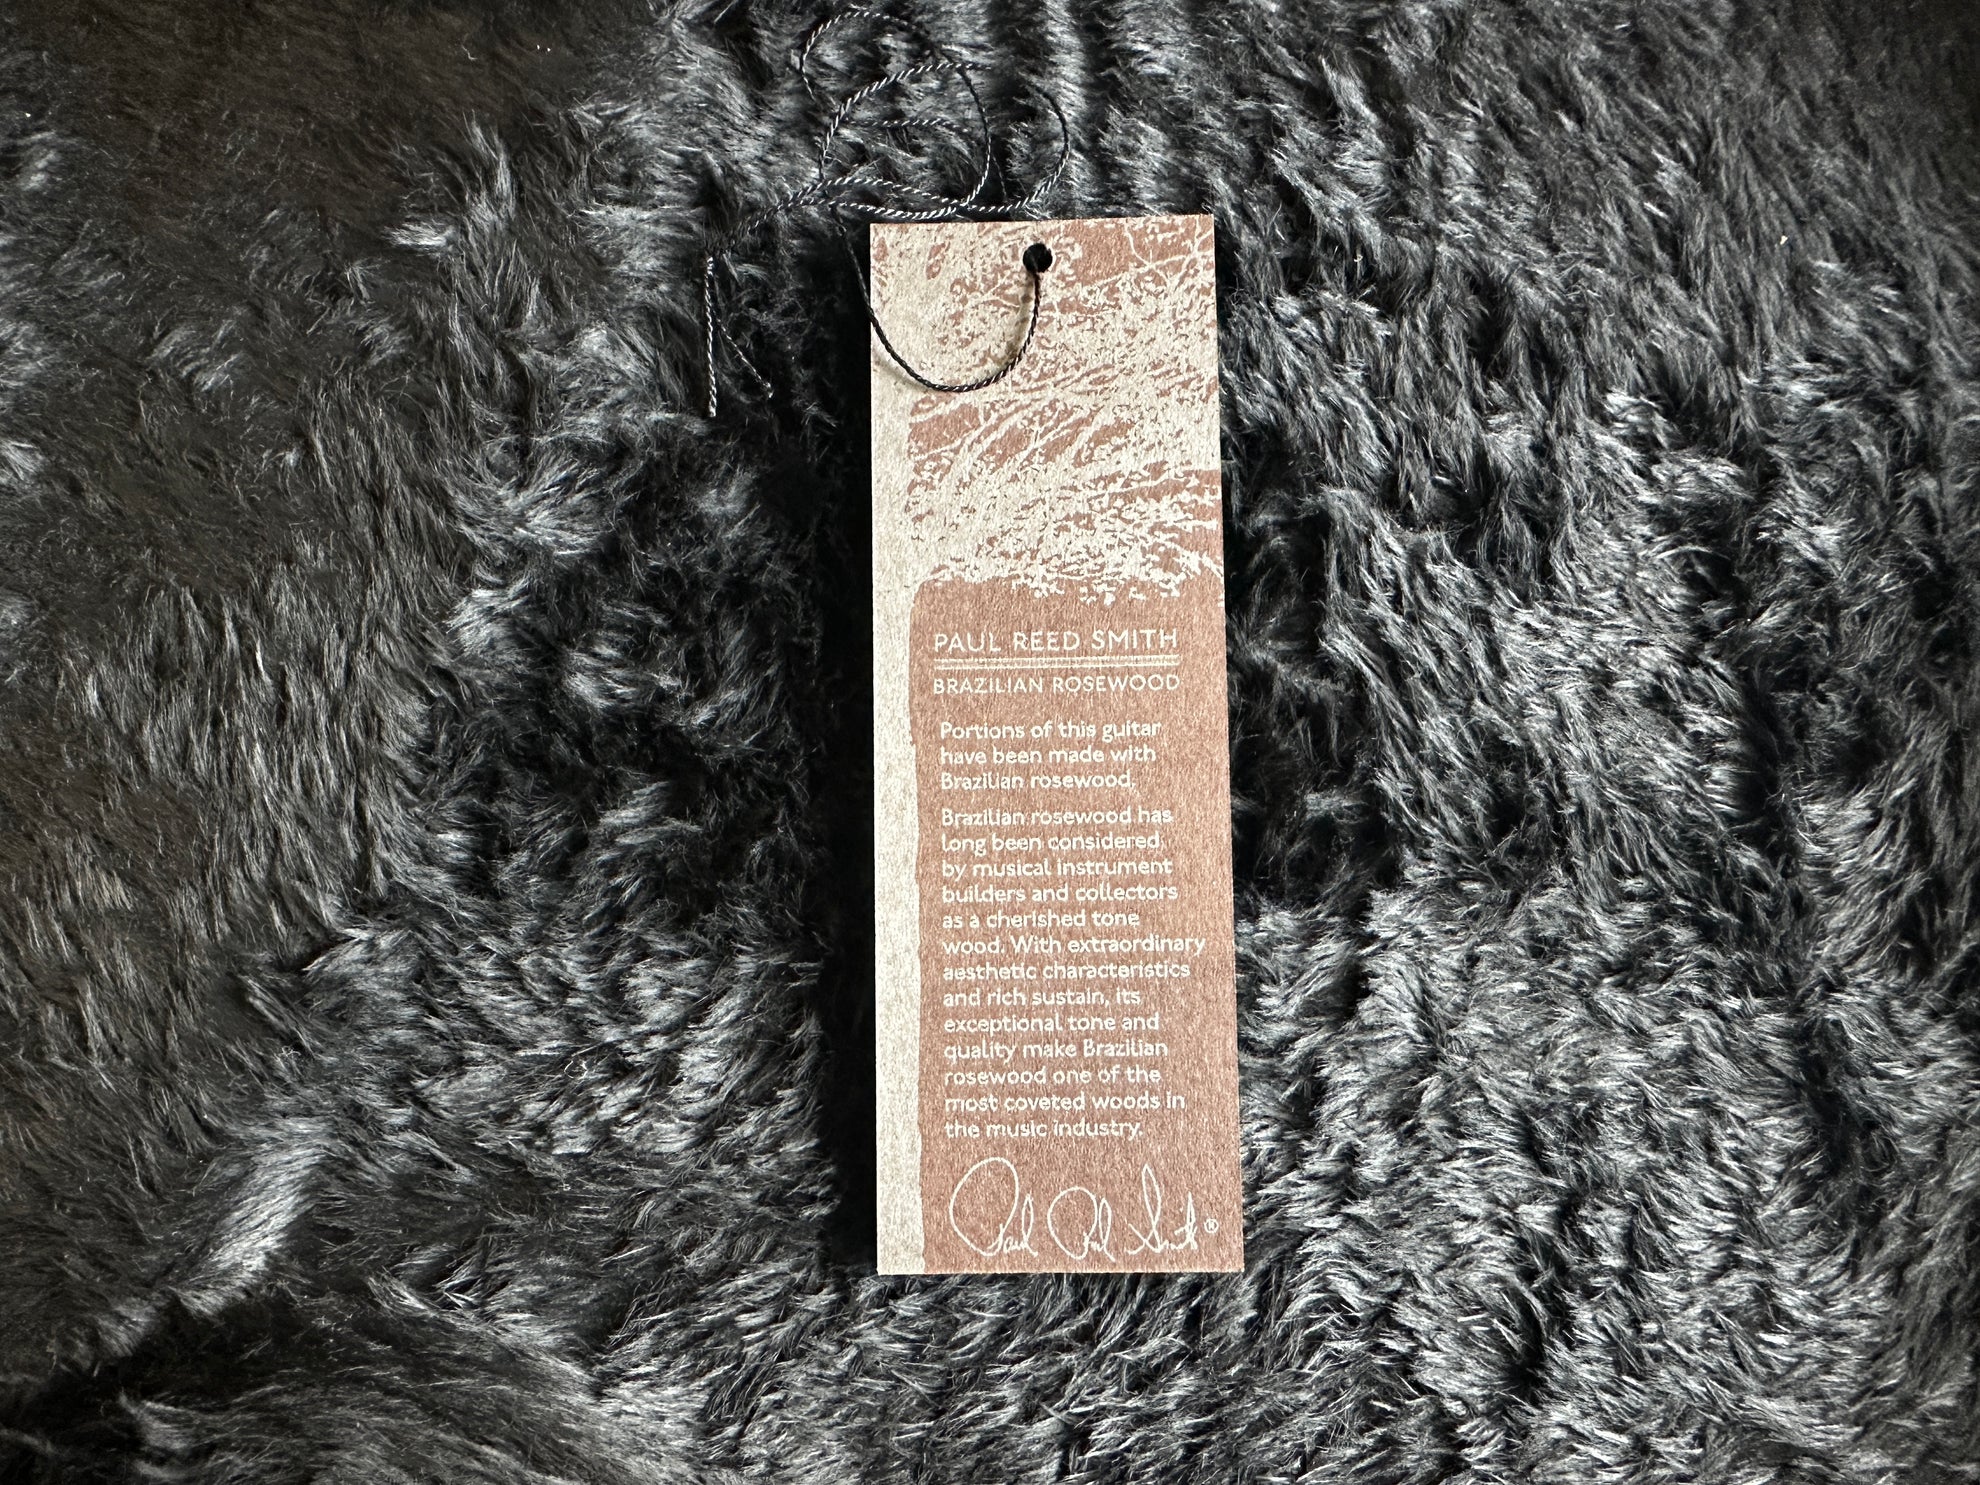 PAUL REED SMITH
BRAZILIAN ROSEWOOD
Portions of this guitar
have been made with
Brazilian rosewood.
Brazilian rosewood has
long been considered
by musical instrument
builders and collectors
as a cherished tone
wood. With extraordinary
aesthetic characteristics
and rich sustain, its
exceptional tone and
quality make Brazilian
rosewood one of the
most coveted woods in
the music industry.
Paul Reed Smith®